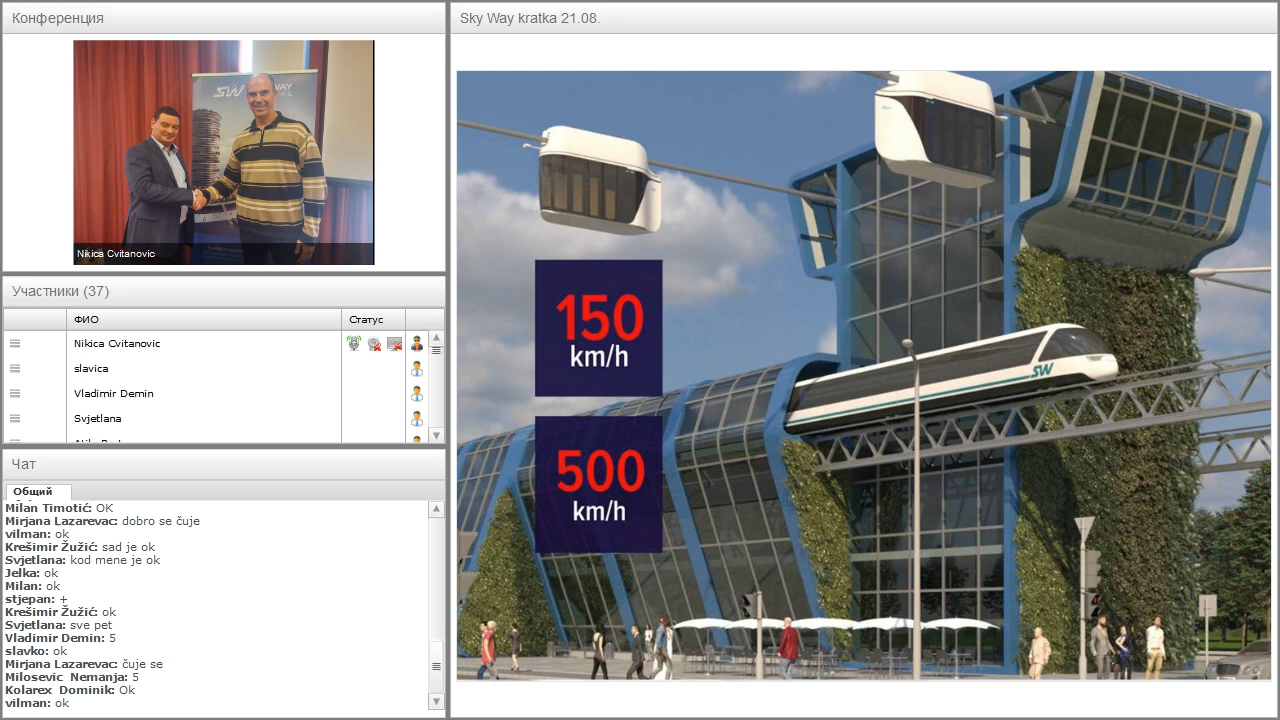 Конференция
SW
WAY
Nikica Cvitanovic
Участники (37)
ФИО
Статус
Nikica Cvitanovic
slavica
Vladimir Demin
Svjetlana
Чат
Общий
Milan Timotić: OK
Mirjana Lazarevac: dobro se čuje
vilman: ok
Krešimir Žužić: sad je ok
Svjetlana: kod mene je ok
Jelka: ok
Milan: ok
stjepan: +
Krešimir Žužić: ok
Svjetlana: sve pet
Vladimir Demin: 5
slavko: ok
Mirjana Lazarevac: čuje se
Milosevic Nemanja: 5
Kolarex Dominik: Ok
vilman: ok
Sky Way kratka 21.08.
150
km/h
500
km/h
SW